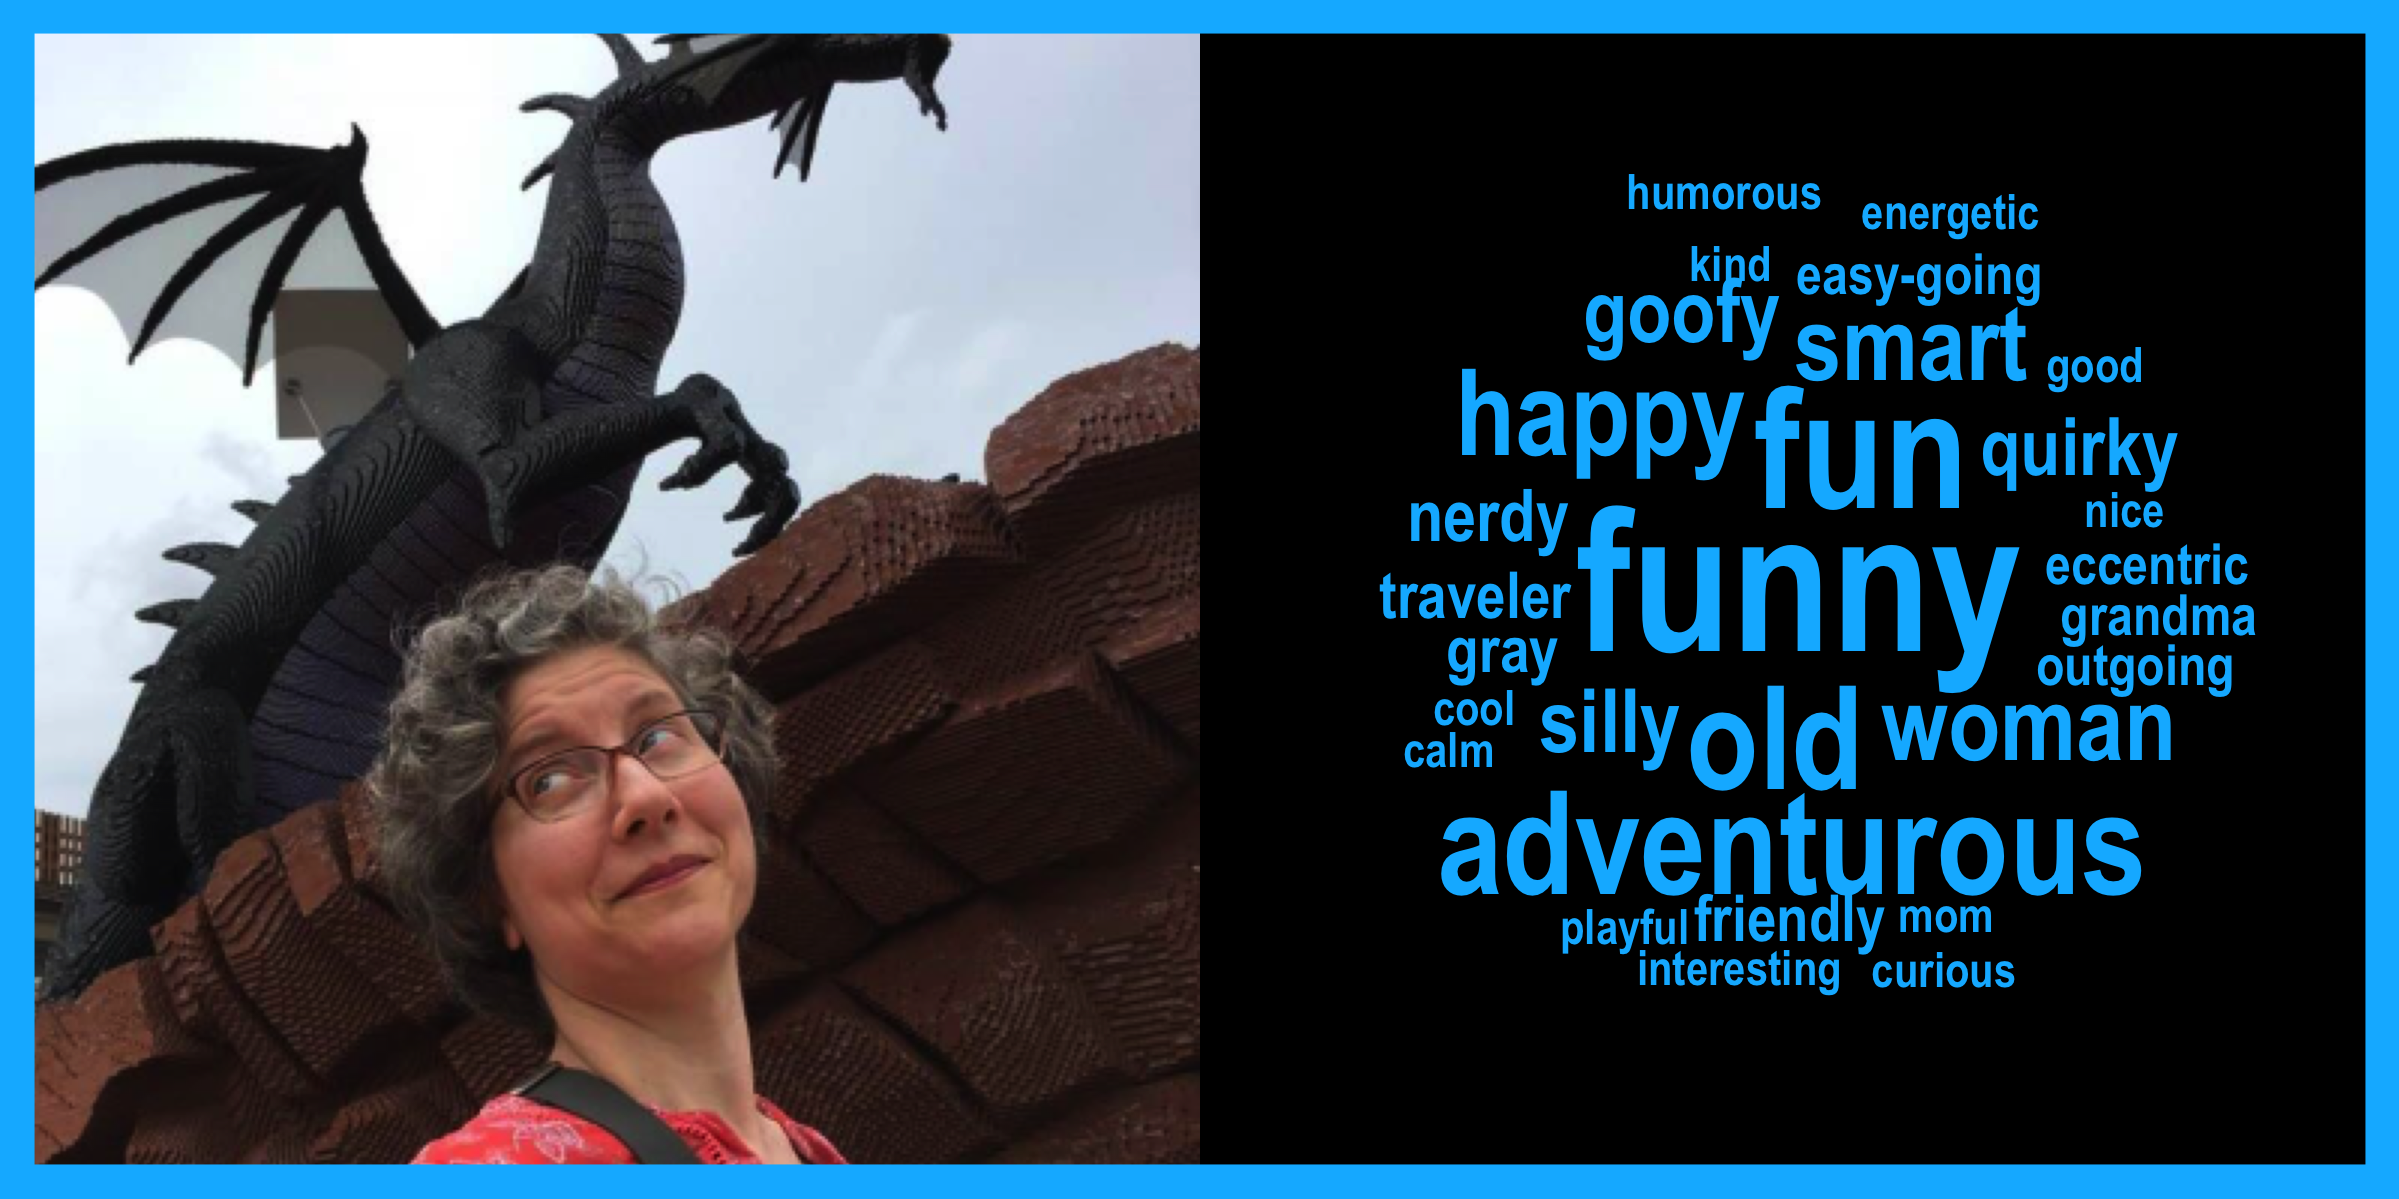 humorous energetic
kind easy-going
goofy smart good
happy fun quirky
nerdy nice
funny eccentric
traveler grandma
gray outgoing
cool silly old woman
calm
adventurous
playful friendly mom
interesting curious